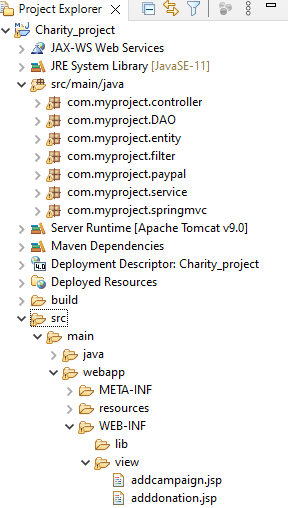 Project Explorer
Charity_project
JAX-WS Web Services
JRE System Library [JavaSE-11]
src/main/java
com.myproject.controller
com.myproject.DAO
com.myproject.entity
com.myproject.filter
com.myproject.paypal
com.myproject.service
com.myproject.springmvc
Server Runtime [Apache Tomcat v9.0]
Maven Dependencies
Deployment Descriptor: Charity_project
Deployed Resources
build
src
main
java
webapp
META-INF
resources
WEB-INF
lib
view
addcampaign.jsp
adddonation.jsp